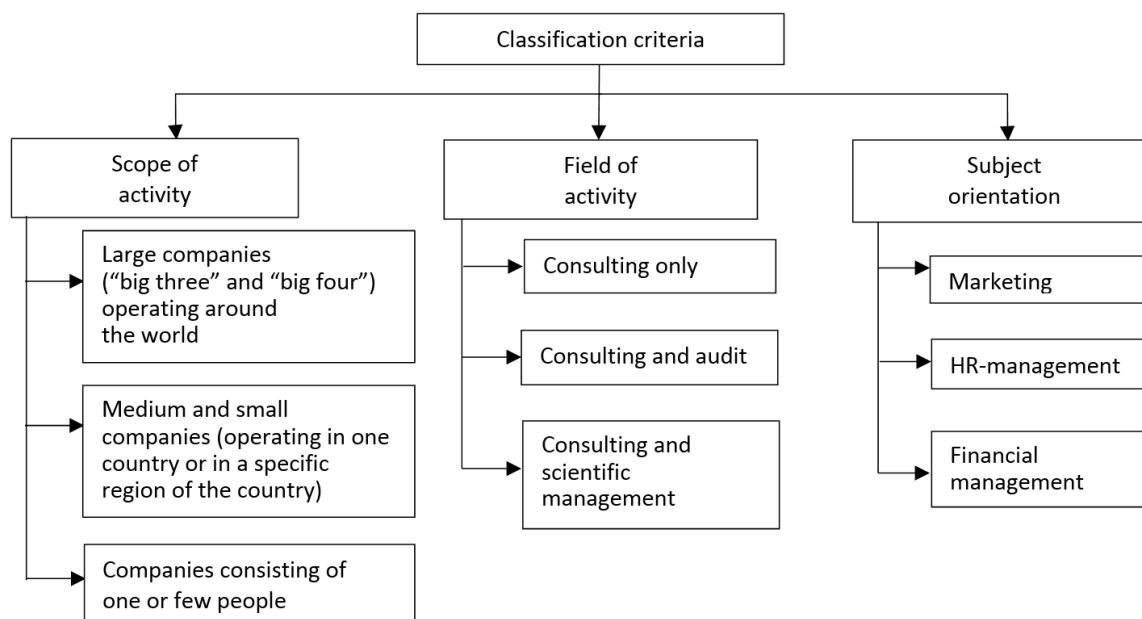 Classification criteria
Scope of
activity
Large companies
(“big three” and “big four”)
operating around
the world
Medium and small
companies (operating in one
country or in a specific
region of the country)
Companies consisting of
one or few people
Field of
activity
Consulting only
Consulting and audit
Consulting and
scientific
management
Subject
orientation
Marketing
HR-management
Financial
management